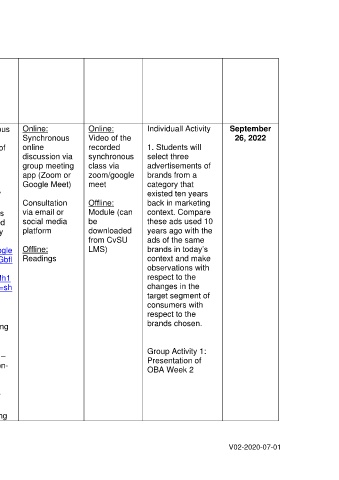 ous
of
s
d
y
ogle
Gbfl
Mh1
=sh
ng
–
n-
.
ng
Online:
Synchronous
online
discussion via
group meeting
app (Zoom or
Google Meet)
Consultation
via email or
social media
platform
Offline:
Readings
Online:
Video of the
recorded
synchronous
class via
zoom/google
meet
Offline:
Module (can
be
downloaded
from CvSU
LMS)
Individuall Activity
1. Students will
select three
advertisements of
brands from a
category that
existed ten years
back in marketing
context. Compare
these ads used 10
years ago with the
ads of the same
brands in today's
context and make
observations with
respect to the
changes in the
target segment of
consumers with
respect to the
brands chosen.
Group Activity 1:
Presentation of
OBA Week 2
September
26, 2022
V02-2020-07-01